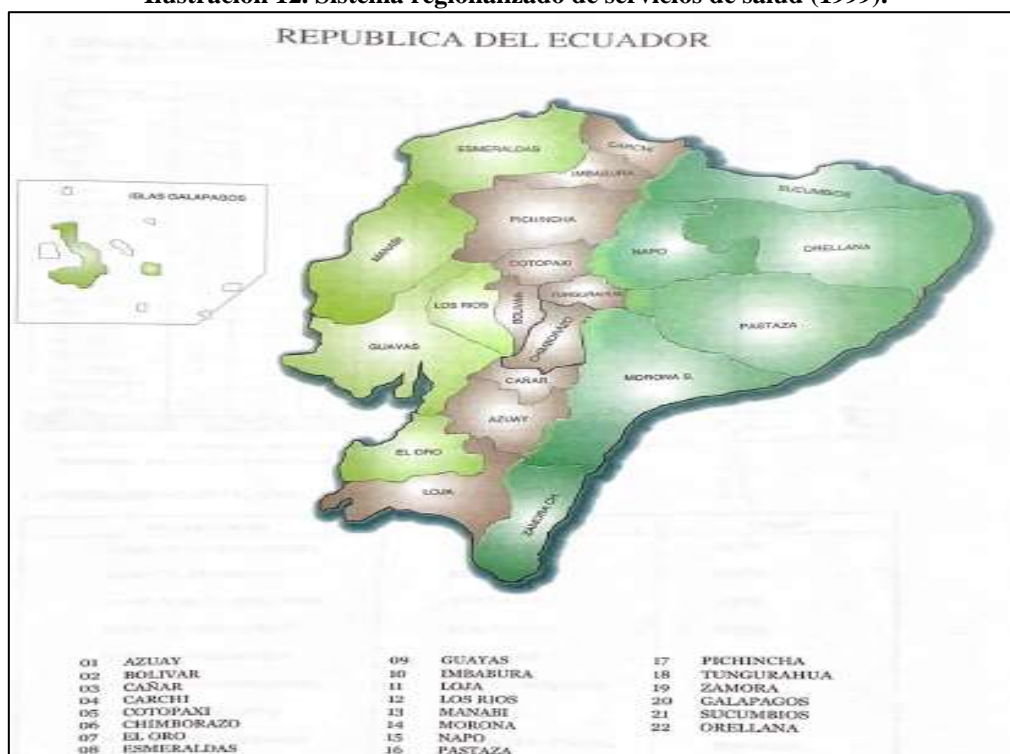 Ilustración 12. Sistema regionalizado de servicios de salud (1999).
REPUBLICA DEL ECUADOR
ESMERALDAS
CARCHI
IMBABURA
SUCUMBIOS
ISLAS GALAPAGOS
PICHINCHA
MANABI
NAPO
ORELLANA
COTOPAXI
TUNGURAHUA
LOS RIOS
BOLIVAR
PASTAZA
CHIMBORAZO
GUAYAS
CAÑAR
MORONA S.
AZUAY
EL ORO
LOJA
ZAMORA CH.
01 AZUAY
02 BOLIVAR
03 CAÑAR
04 CARCHI
05 COTOPAXI
06 CHIMBORAZO
07 EL ORO
08 ESMERALDAS
09 GUAYAS
10 IMBABURA
11 LOJA
12 LOS RIOS
13 MANABI
14 MORONA
15 NAPO
16 PASTAZA
17 PICHINCHA
18 TUNGURAHUA
19 ZAMORA
20 GALAPAGOS
21 SUCUMBIOS
22 ORELLANA